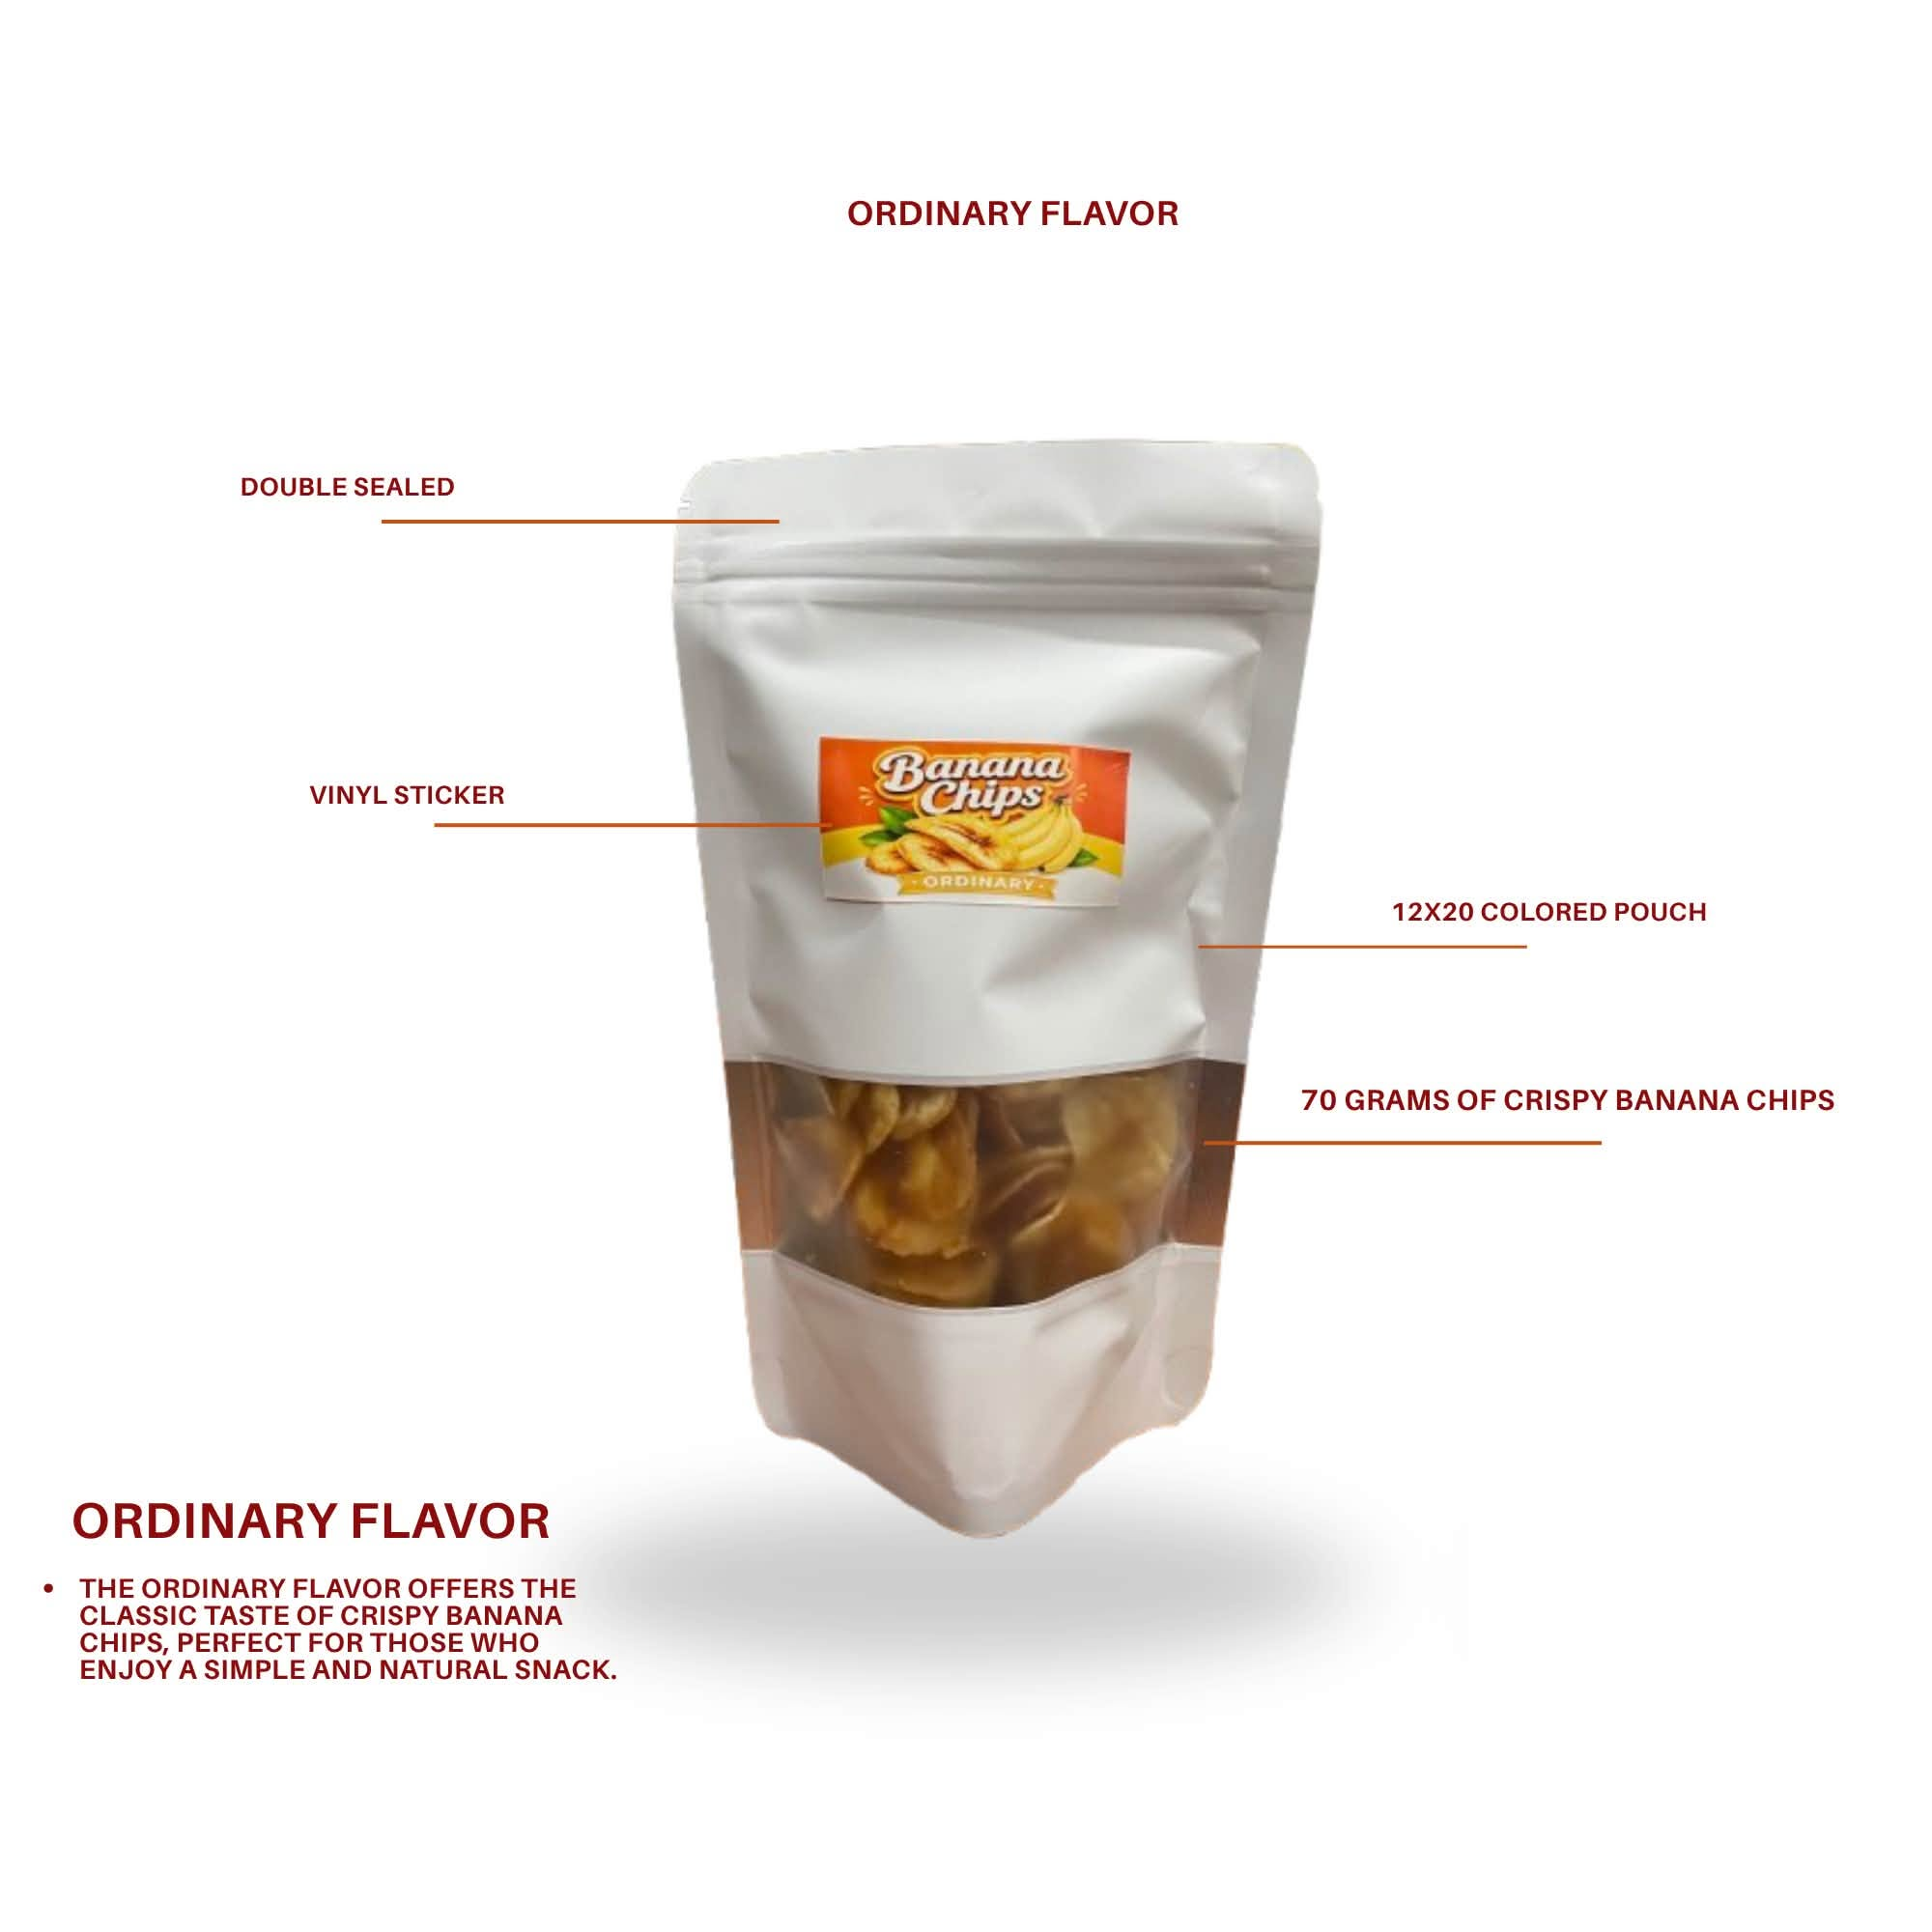 ORDINARY FLAVOR
DOUBLE SEALED
Banana
Chips
VINYL STICKER
· ORDINARY ·
12X20 COLORED POUCH
70 GRAMS OF CRISPY BANANA CHIPS
ORDINARY FLAVOR
• THE ORDINARY FLAVOR OFFERS THE
CLASSIC TASTE OF CRISPY BANANA
CHIPS, PERFECT FOR THOSE WHO
ENJOY A SIMPLE AND NATURAL SNACK.